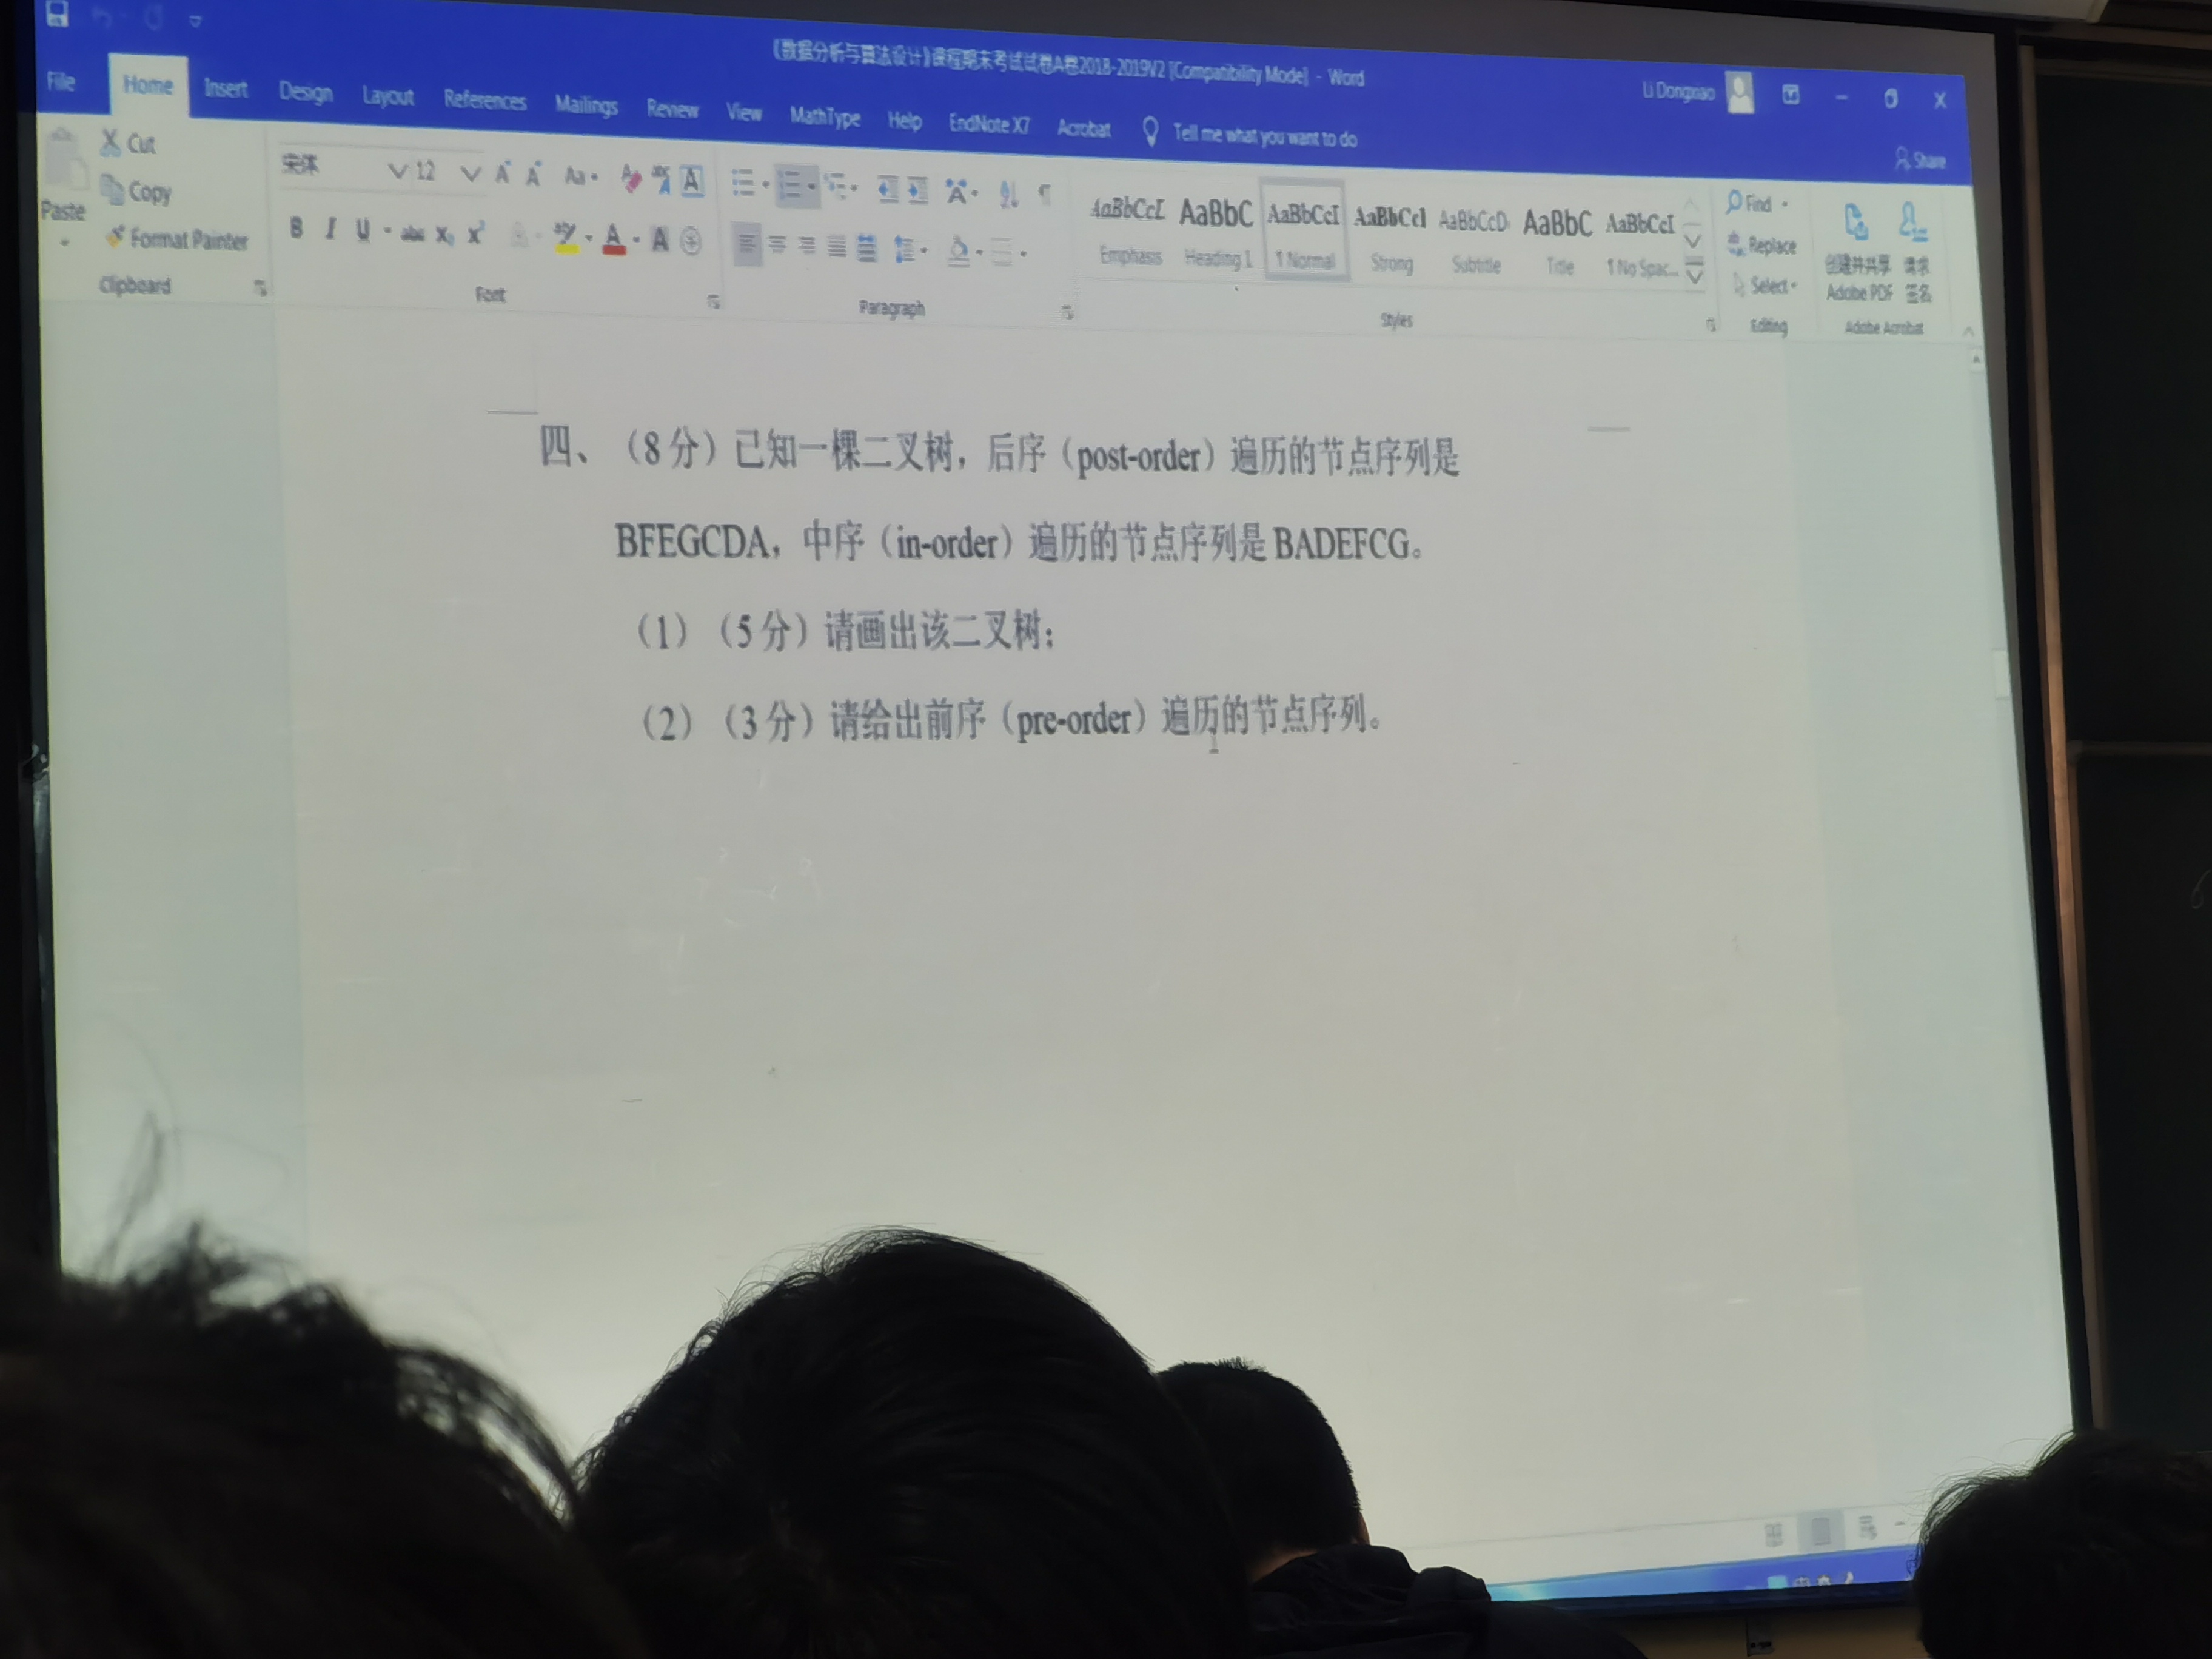 《数据分析与算法设计》课程期末考试试卷A卷2018-2019V2 [Compatibility Mode] - Word
Li Dongxiao
File Home Insert Design Layout References Mailings Review View MathType Help EndNote X7 Acrobat Tell me what you want to do
Share
Paste
Cut
Copy
Format Painter
Clipboard
宋体 12
Font
Paragraph
AaBbCcI AaBbC AaBbCcI AaBbCcI AaBbCcD AaBbC AaBbCcI
Emphasis Heading 1 ¶ Normal Strong Subtitle Title ¶ No Spac...
Styles
Find
Replace
Select
Editing
创建并共享 Adobe PDF
请求 签名
Adobe Acrobat
四、（8 分）已知一棵二叉树，后序（post-order）遍历的节点序列是
BFEGCDA，中序（in-order）遍历的节点序列是 BADEFCG。
（1）（5 分）请画出该二叉树；
（2）（3 分）请给出前序（pre-order）遍历的节点序列。